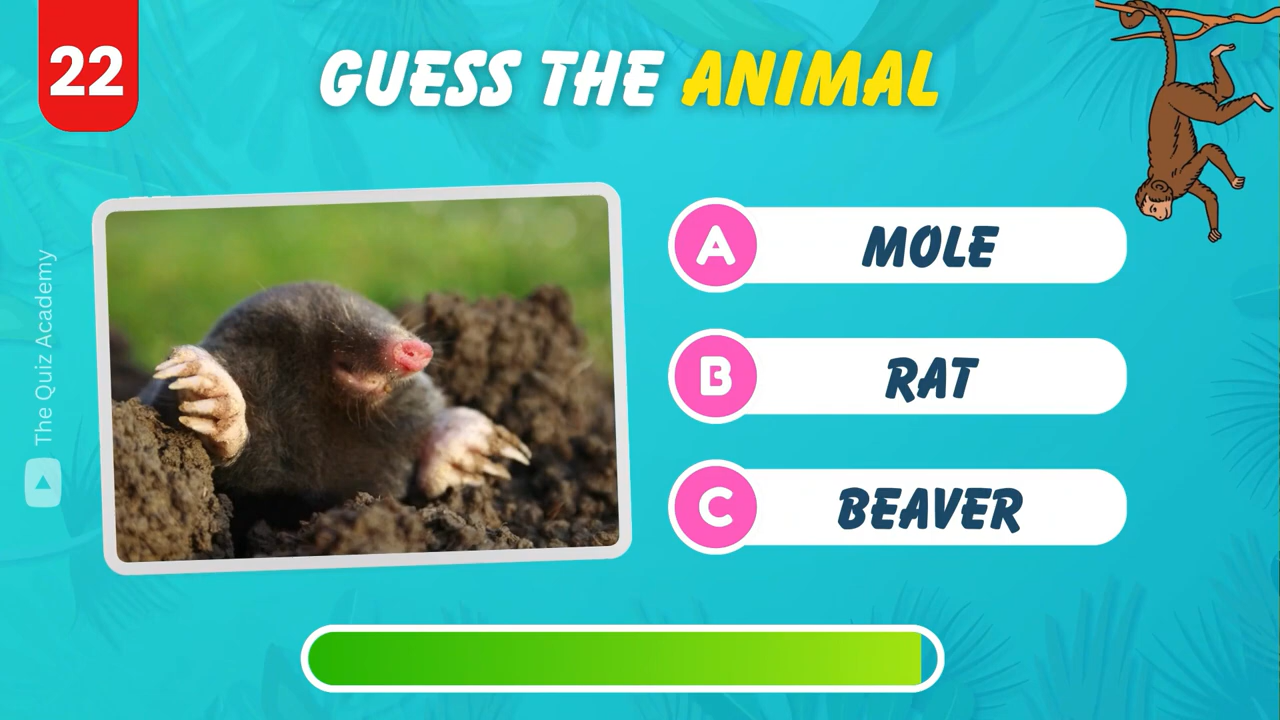 22
GUESS THE ANIMAL
The Quiz Academy
A MOLE
B RAT
C BEAVER